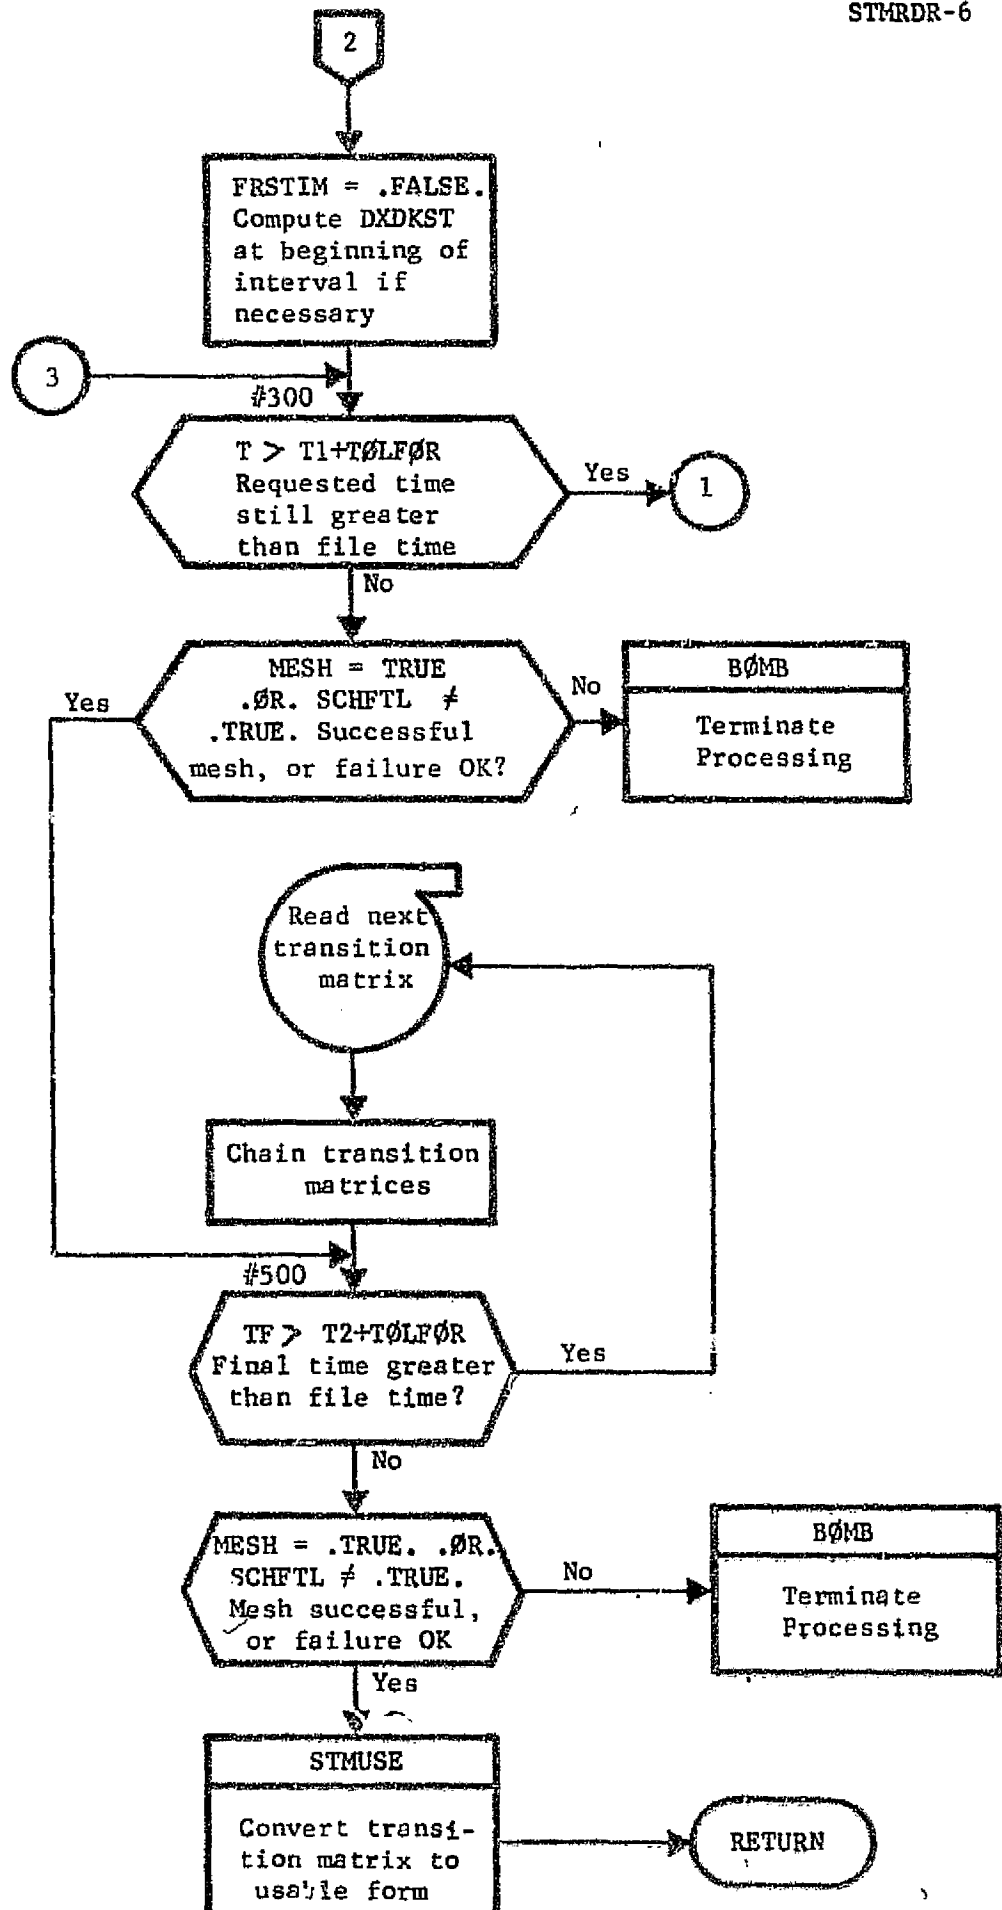 STMRDR-6
2
FRSTIM = .FALSE.
Compute DXDKST
at beginning of
interval if
necessary
3
#300
T > T1+TØLFØR
Requested time
still greater
than file time
Yes
1
No
MESH = TRUE
.ØR. SCHFTL ≠
.TRUE. Successful
mesh, or failure OK?
Yes
No
BØMB
Terminate
Processing
Read next
transition
matrix
Chain transition
matrices
#500
TF > T2+TØLFØR
Final time greater
than file time?
Yes
No
MESH = .TRUE. .ØR.
SCHFTL ≠ .TRUE.
Mesh successful,
or failure OK
No
BØMB
Terminate
Processing
Yes
STMUSE
Convert transi-
tion matrix to
usable form
RETURN